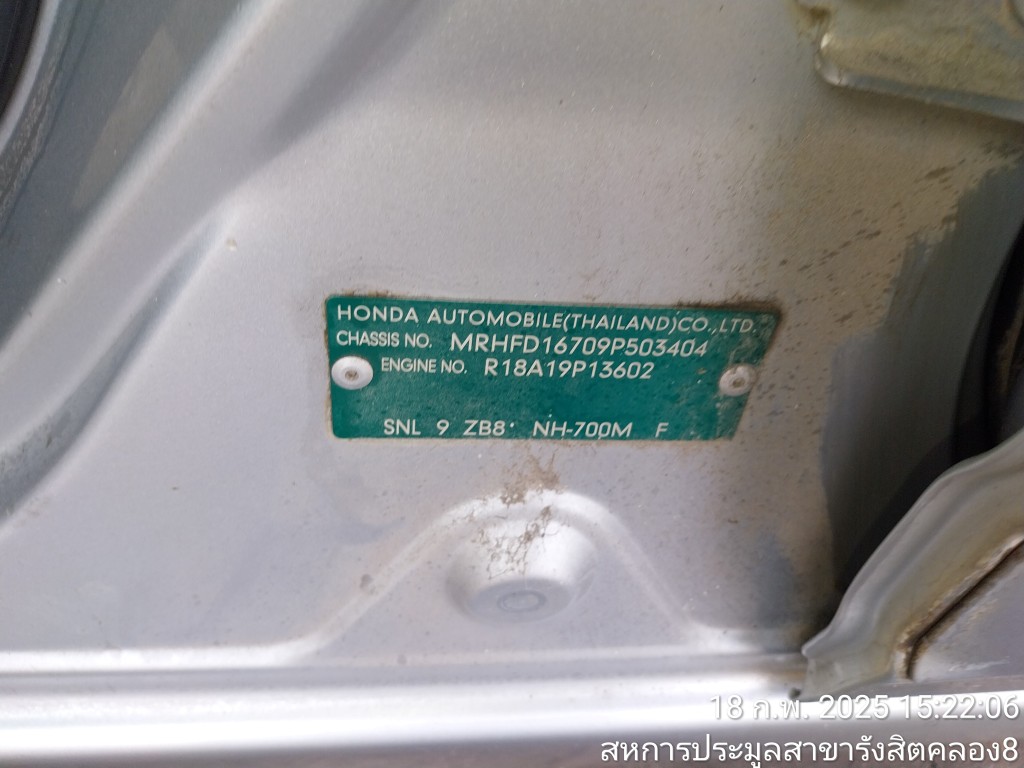 HONDA AUTOMOBILE(THAILAND)CO.,LTD.
CHASSIS NO. MRHFD16709P503404
ENGINE NO. R18A19P13602
SNL 9 ZB8 NH-700M F
18 ก.พ. 2025 15:22:06
สหการประมูลสาขารังสิตคลอง8